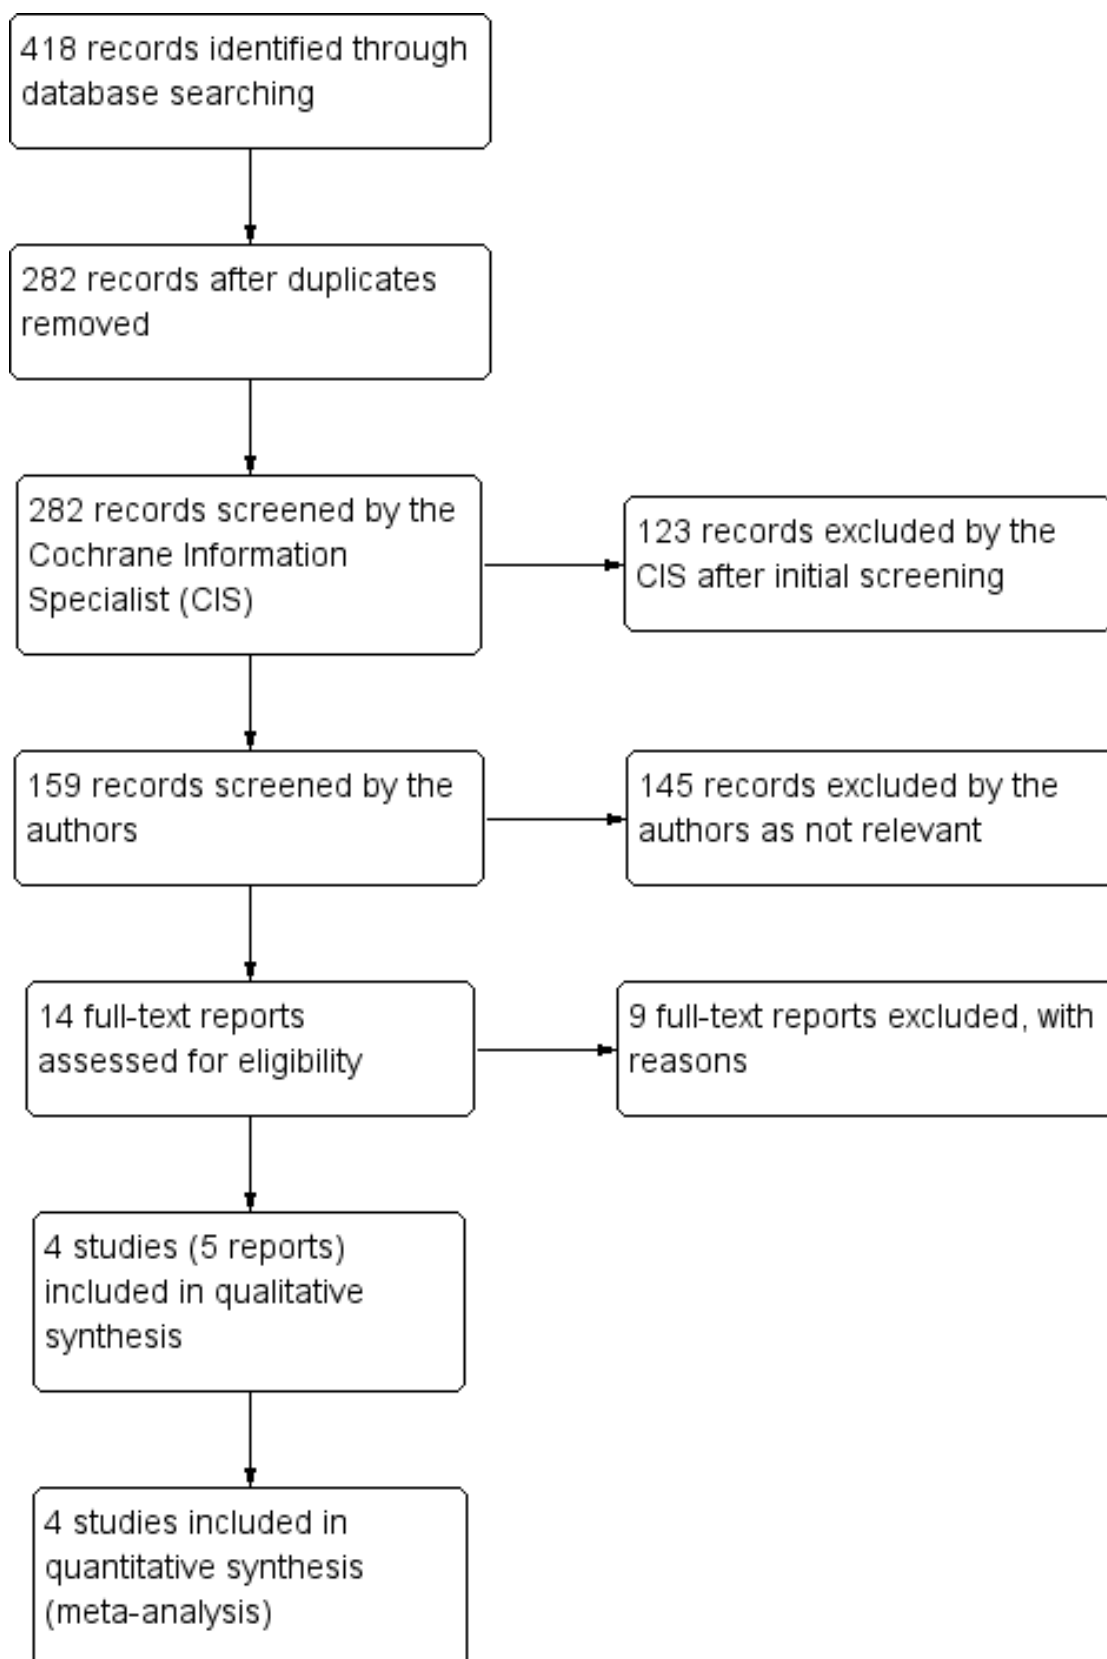 418 records identified through
database searching
282 records after duplicates
removed
282 records screened by the
Cochrane Information
Specialist (CIS)
123 records excluded by the
CIS after initial screening
159 records screened by the
authors
145 records excluded by the
authors as not relevant
14 full-text reports
assessed for eligibility
9 full-text reports excluded, with
reasons
4 studies (5 reports)
included in qualitative
synthesis
4 studies included in
quantitative synthesis
(meta-analysis)